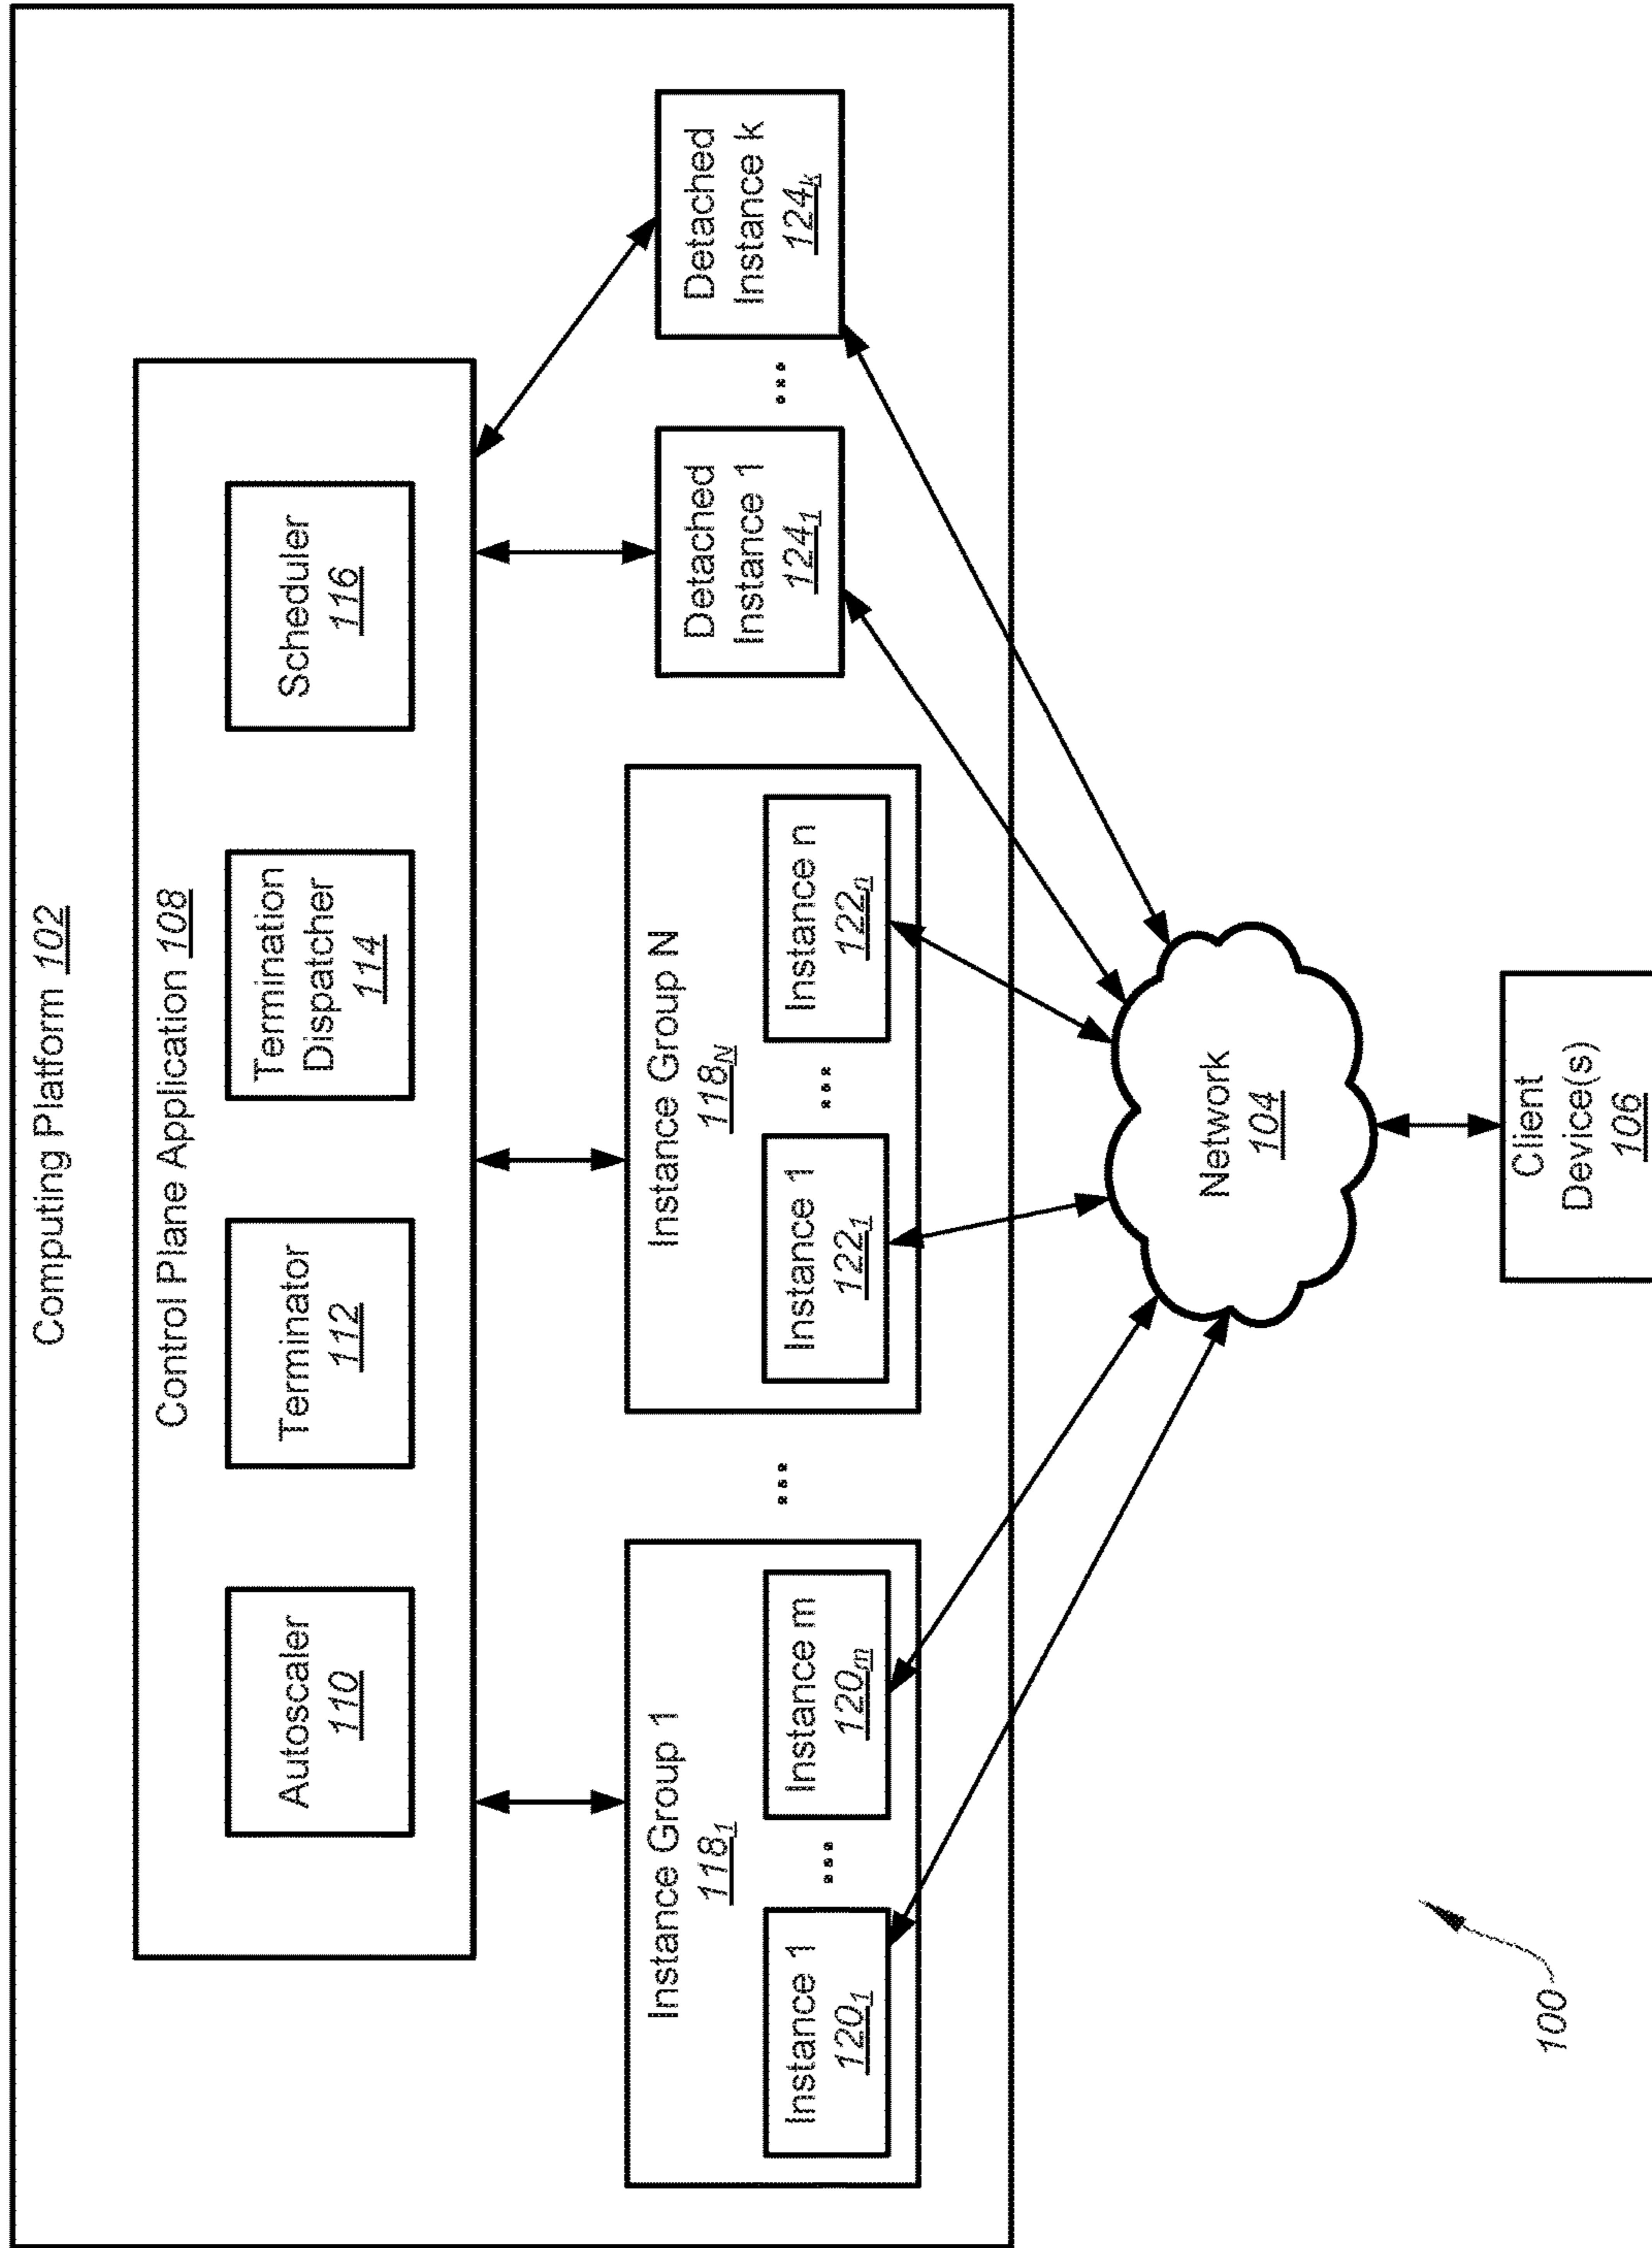 Computing Platform 102
Control Plane Application 108
Autoscaler
110
Terminator
112
Termination
Dispatcher
114
Scheduler
116
Instance Group 1
118₁
Instance 1
120₁
...
Instance m
120ₘ
...
Instance Group N
118N
Instance 1
122₁
...
Instance n
122ₙ
Detached
Instance 1
124₁
...
Detached
Instance k
124ₖ
Network
104
Client
Device(s)
106
100